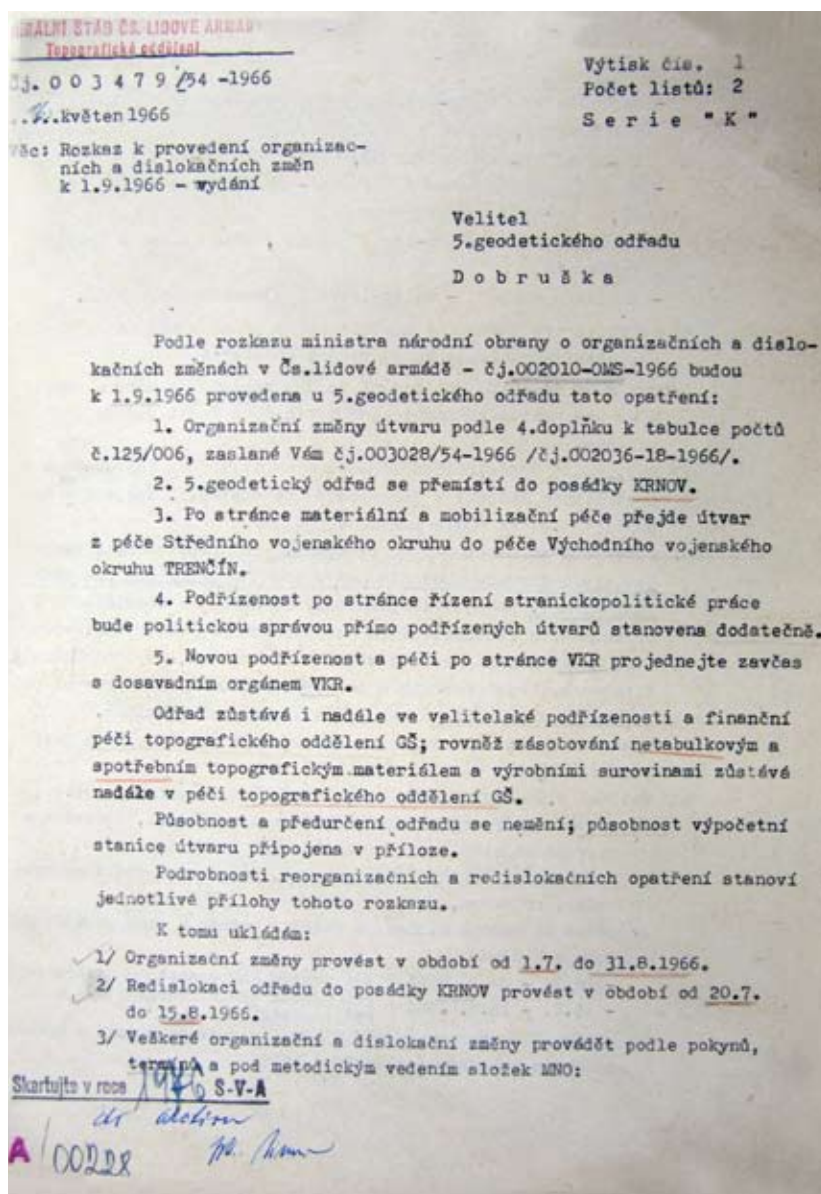 ERÁLNÍ ŠTÁB ČS. LIDOVÉ ARMÁDY
Topografické oddělení
Čj. 0 0 3 4 7 9 /54 -1966
květen 1966
Věc: Rozkaz k provedení organizac-
ních a dislokačních změn
k 1.9.1966 - vydání
Výtisk čís. 1
Počet listů: 2
S e r i e " K "
Velitel
5.geodetického odřadu
D o b r u š k a
Podle rozkazu ministra národní obrany o organizačních a dislo-
kačních změnách v Čs.lidové armádě - čj.002010-OMS-1966 budou
k 1.9.1966 provedena u 5.geodetického odřadu tato opatření:
1. Organizační změny útvaru podle 4.doplňku k tabulce počtů
č.125/006, zaslané Vám čj.003028/54-1966 /čj.002036-18-1966/.
2. 5.geodetický odřad se přemístí do posádky KRNOV.
3. Po stránce materiální a mobilizační péče přejde útvar
z péče Středního vojenského okruhu do péče Východního vojenského
okruhu TRENČÍN.
4. Podřízenost po stránce řízení stranickopolitické práce
bude politickou správou přímo podřízených útvarů stanovena dodatečně.
5. Novou podřízenost a péči po stránce VKR projednejte zavčas
s dosavadním orgánem VKR.
Odřad zůstává i nadále ve velitelské podřízenosti a finanční
péči topografického oddělení GŠ; rovněž zásobování netabulkovým a
spotřebním topografickým materiálem a výrobními surovinami zůstává
nadále v péči topografického oddělení GŠ.
Působnost a předurčení odřadu se nemění; působnost výpočetní
stanice útvaru připojena v příloze.
Podrobnosti reorganizačních a redislokačních opatření stanoví
jednotlivé přílohy tohoto rozkazu.
K tomu ukládám:
1/ Organizační změny provést v období od 1.7. do 31.8.1966.
2/ Redislokaci odřadu do posádky KRNOV provést v období od 20.7.
do 15.8.1966.
3/ Veškeré organizační a dislokační změny provádět podle pokynů,
termínů a pod metodickým vedením složek MNO:
Skartujte v roce 1976 S-V-A
do archivu
A/00228